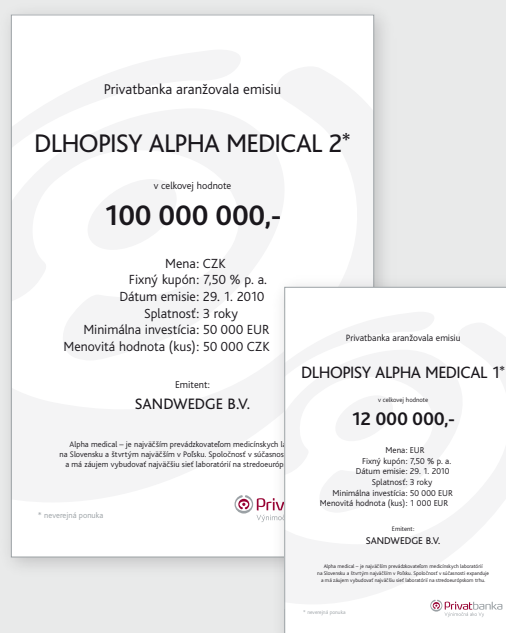 Privatbanka aranžovala emisiu
DLHOPISY ALPHA MEDICAL 2*
v celkovej hodnote
100 000 000,-
Mena: CZK
Fixný kupón: 7,50 % p. a.
Dátum emisie: 29. 1. 2010
Splatnosť: 3 roky
Minimálna investícia: 50 000 EUR
Menovitá hodnota (kus): 50 000 CZK
Emitent:
SANDWEDGE B.V.
Alpha medical – je najväčším prevádzkovateľom medicínskych
na Slovensku a štvrtým najväčším v Poľsku. Spoločnosť v
a má záujem vybudovať najväčšiu sieť laboratórií na
* neverejná ponuka
Privatbanka aranžovala emisiu
DLHOPISY ALPHA MEDICAL 1*
v celkovej hodnote
12 000 000,-
Mena: EUR
Fixný kupón: 7,50 % p. a.
Dátum emisie: 29. 1. 2010
Splatnosť: 3 roky
Minimálna investícia: 50 000 EUR
Menovitá hodnota (kus): 1 000 EUR
Emitent:
SANDWEDGE B.V.
Alpha medical – je najväčším prevádzkovateľom medicínskych laboratórií
na Slovensku a štvrtým najväčším v Poľsku. Spoločnosť v súčasnosti expanduje
a má záujem vybudovať najväčšiu sieť laboratórií na stredoeurópskom trhu.
* neverejná ponuka
Privatbanka
Výnimočná ako Vy